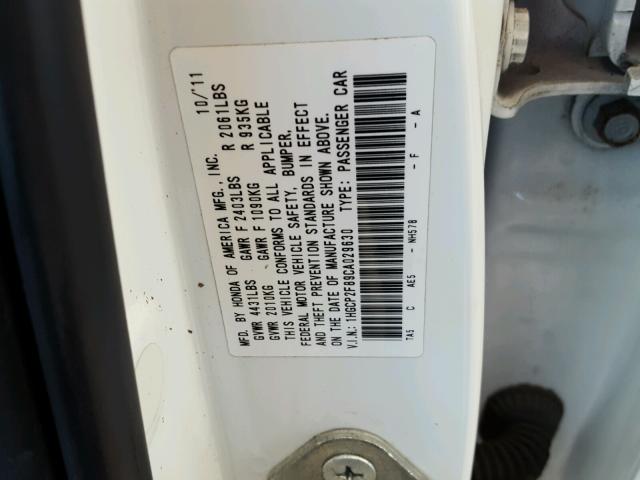 MFD. BY HONDA OF AMERICA MFG., INC. 10/'11
GVWR 4431LBS GAWR F 2403LBS R 2061LBS
GVWR 2010KG GAWR F 1090KG R 935KG
THIS VEHICLE CONFORMS TO ALL APPLICABLE
FEDERAL MOTOR VEHICLE SAFETY, BUMPER,
AND THEFT PREVENTION STANDARDS IN EFFECT
ON THE DATE OF MANUFACTURE SHOWN ABOVE.
V.I.N.: 1HGCP2F89CA029630 TYPE: PASSENGER CAR
TA5 C AE5 - NH578 - F - A